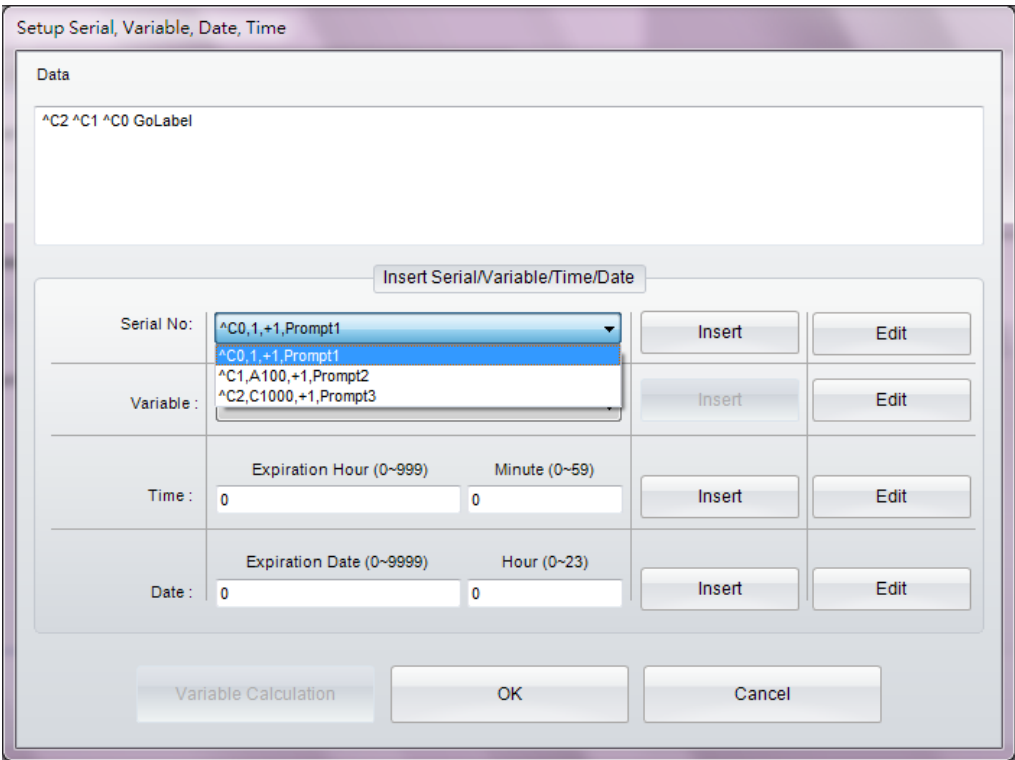 Setup Serial, Variable, Date, Time
Data
^C2 ^C1 ^C0 GoLabel
Insert Serial/Variable/Time/Date
Serial No: ^C0,1,+1,Prompt1 Insert Edit
^C0,1,+1,Prompt1
^C1,A100,+1,Prompt2
^C2,C1000,+1,Prompt3
Variable : Insert Edit
Expiration Hour (0~999) Minute (0~59)
Time : 0 0 Insert Edit
Expiration Date (0~9999) Hour (0~23)
Date : 0 0 Insert Edit
Variable Calculation OK Cancel